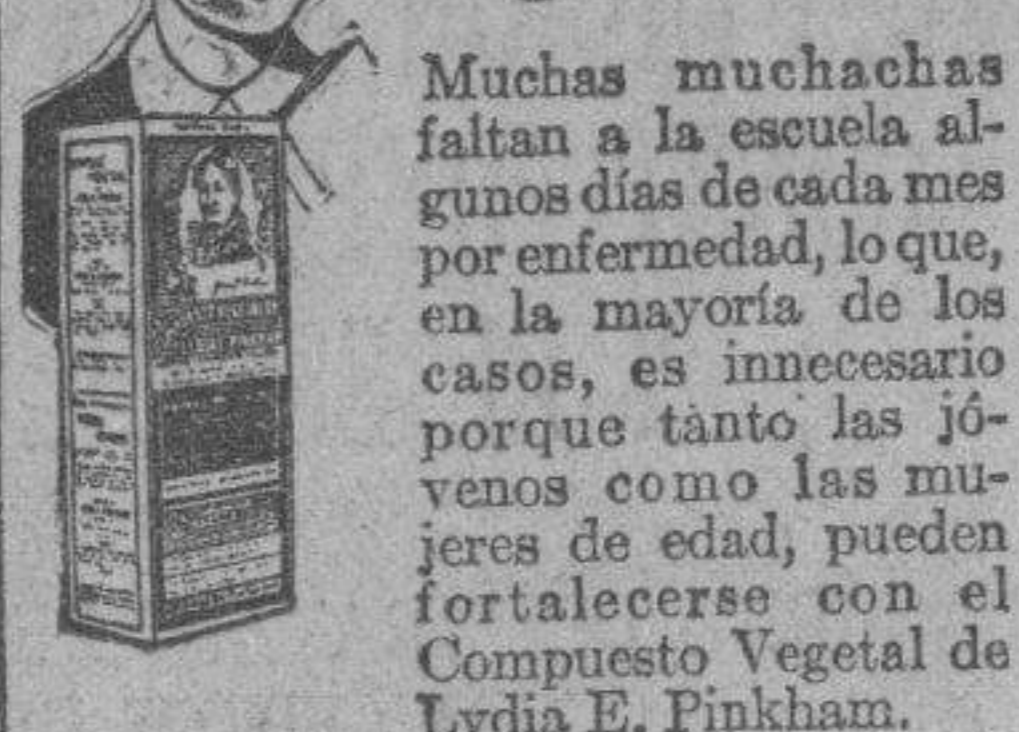 Muchas muchachas
faltan a la escuela al-
gunos días de cada mes
por enfermedad, lo que,
en la mayoría de los
casos, es innecesario
porque tanto las jó-
venos como las mu-
jeres de edad, pueden
fortalecerse con el
Compuesto Vegetal de
Lydia E. Pinkham.